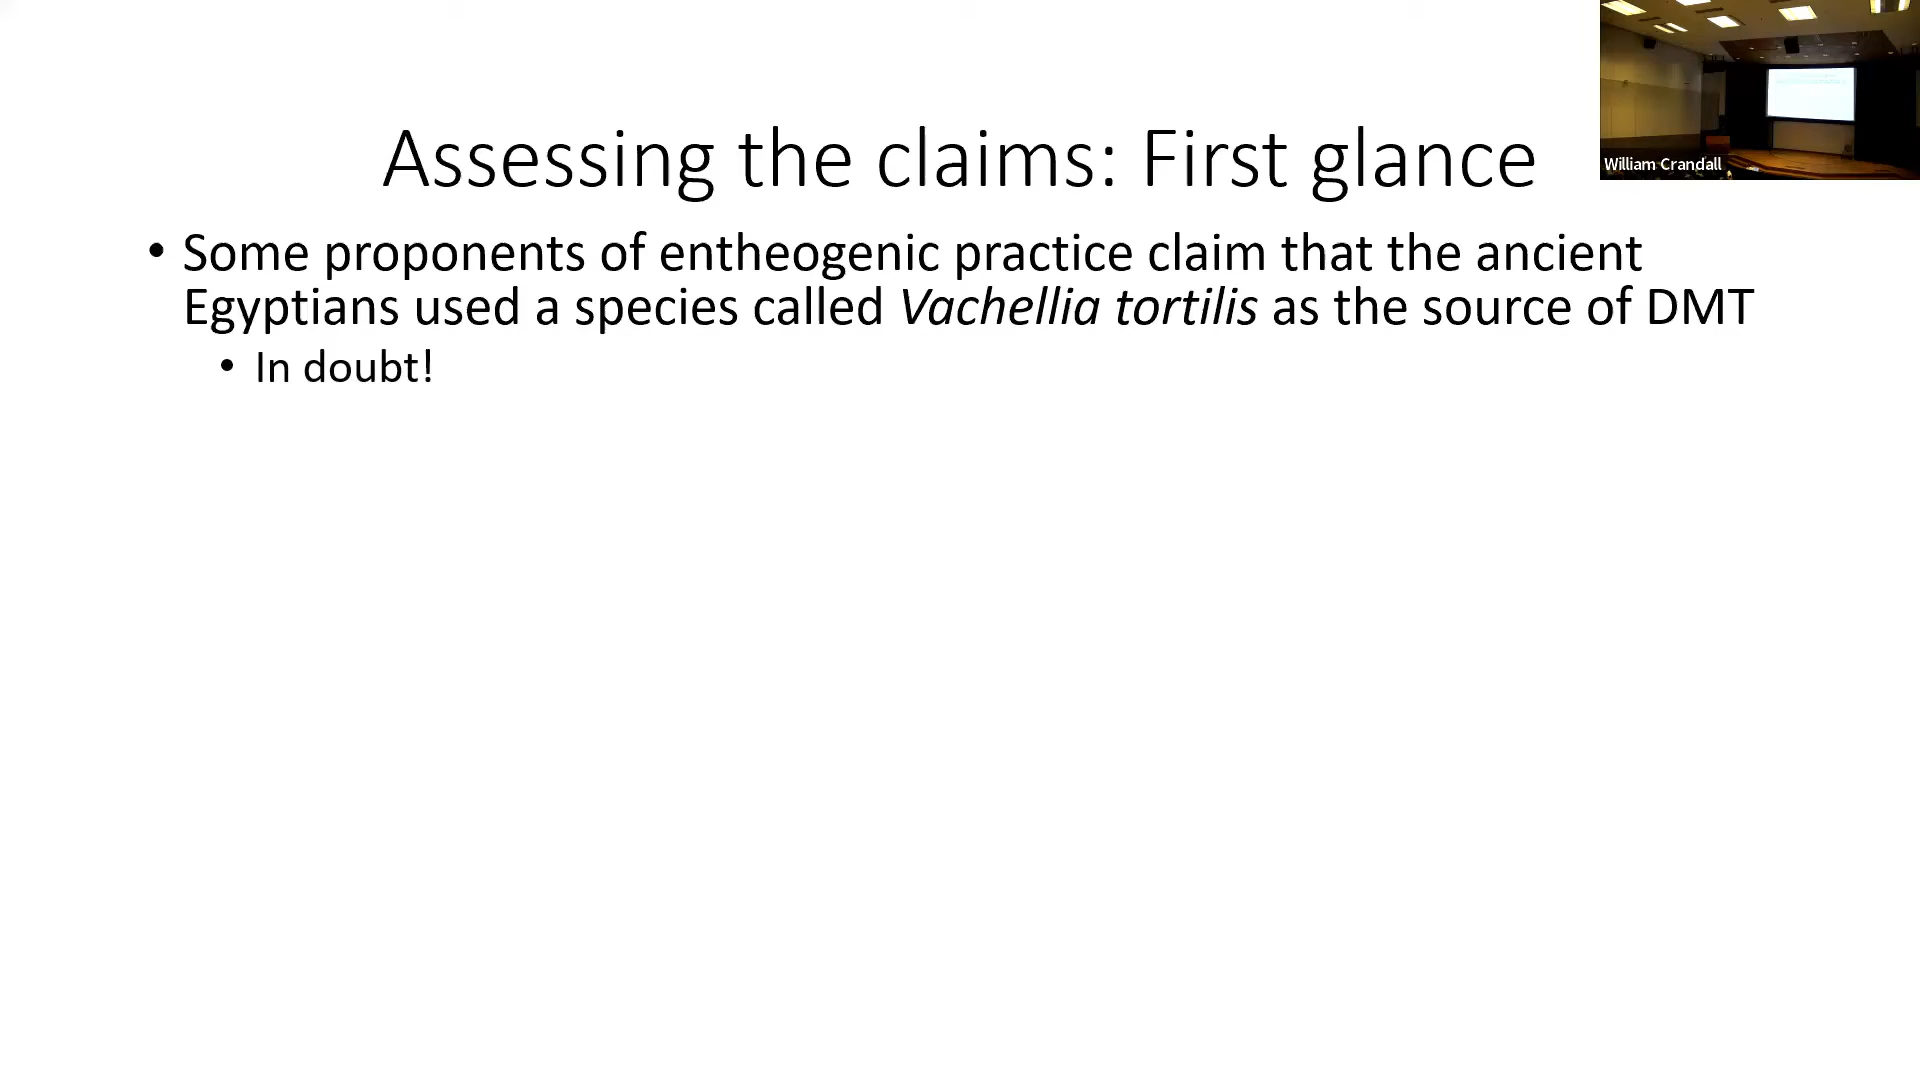 Assessing the claims: First glance
William Crandall
• Some proponents of entheogenic practice claim that the ancient
Egyptians used a species called Vachellia tortilis as the source of DMT
• In doubt!